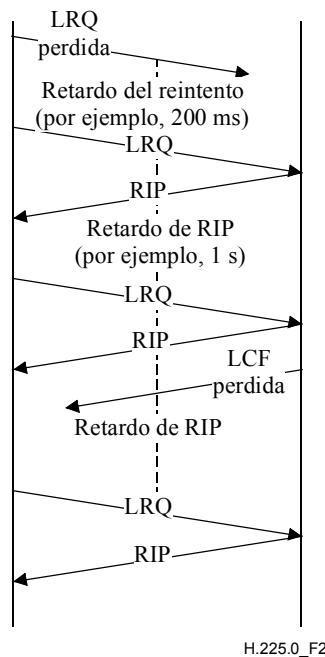 LRQ
perdida
Retardo del reintento
(por ejemplo, 200 ms)
LRQ
RIP
Retardo de RIP
(por ejemplo, 1 s)
LRQ
RIP
LCF
perdida
Retardo de RIP
LRQ
RIP
H.225.0_F2